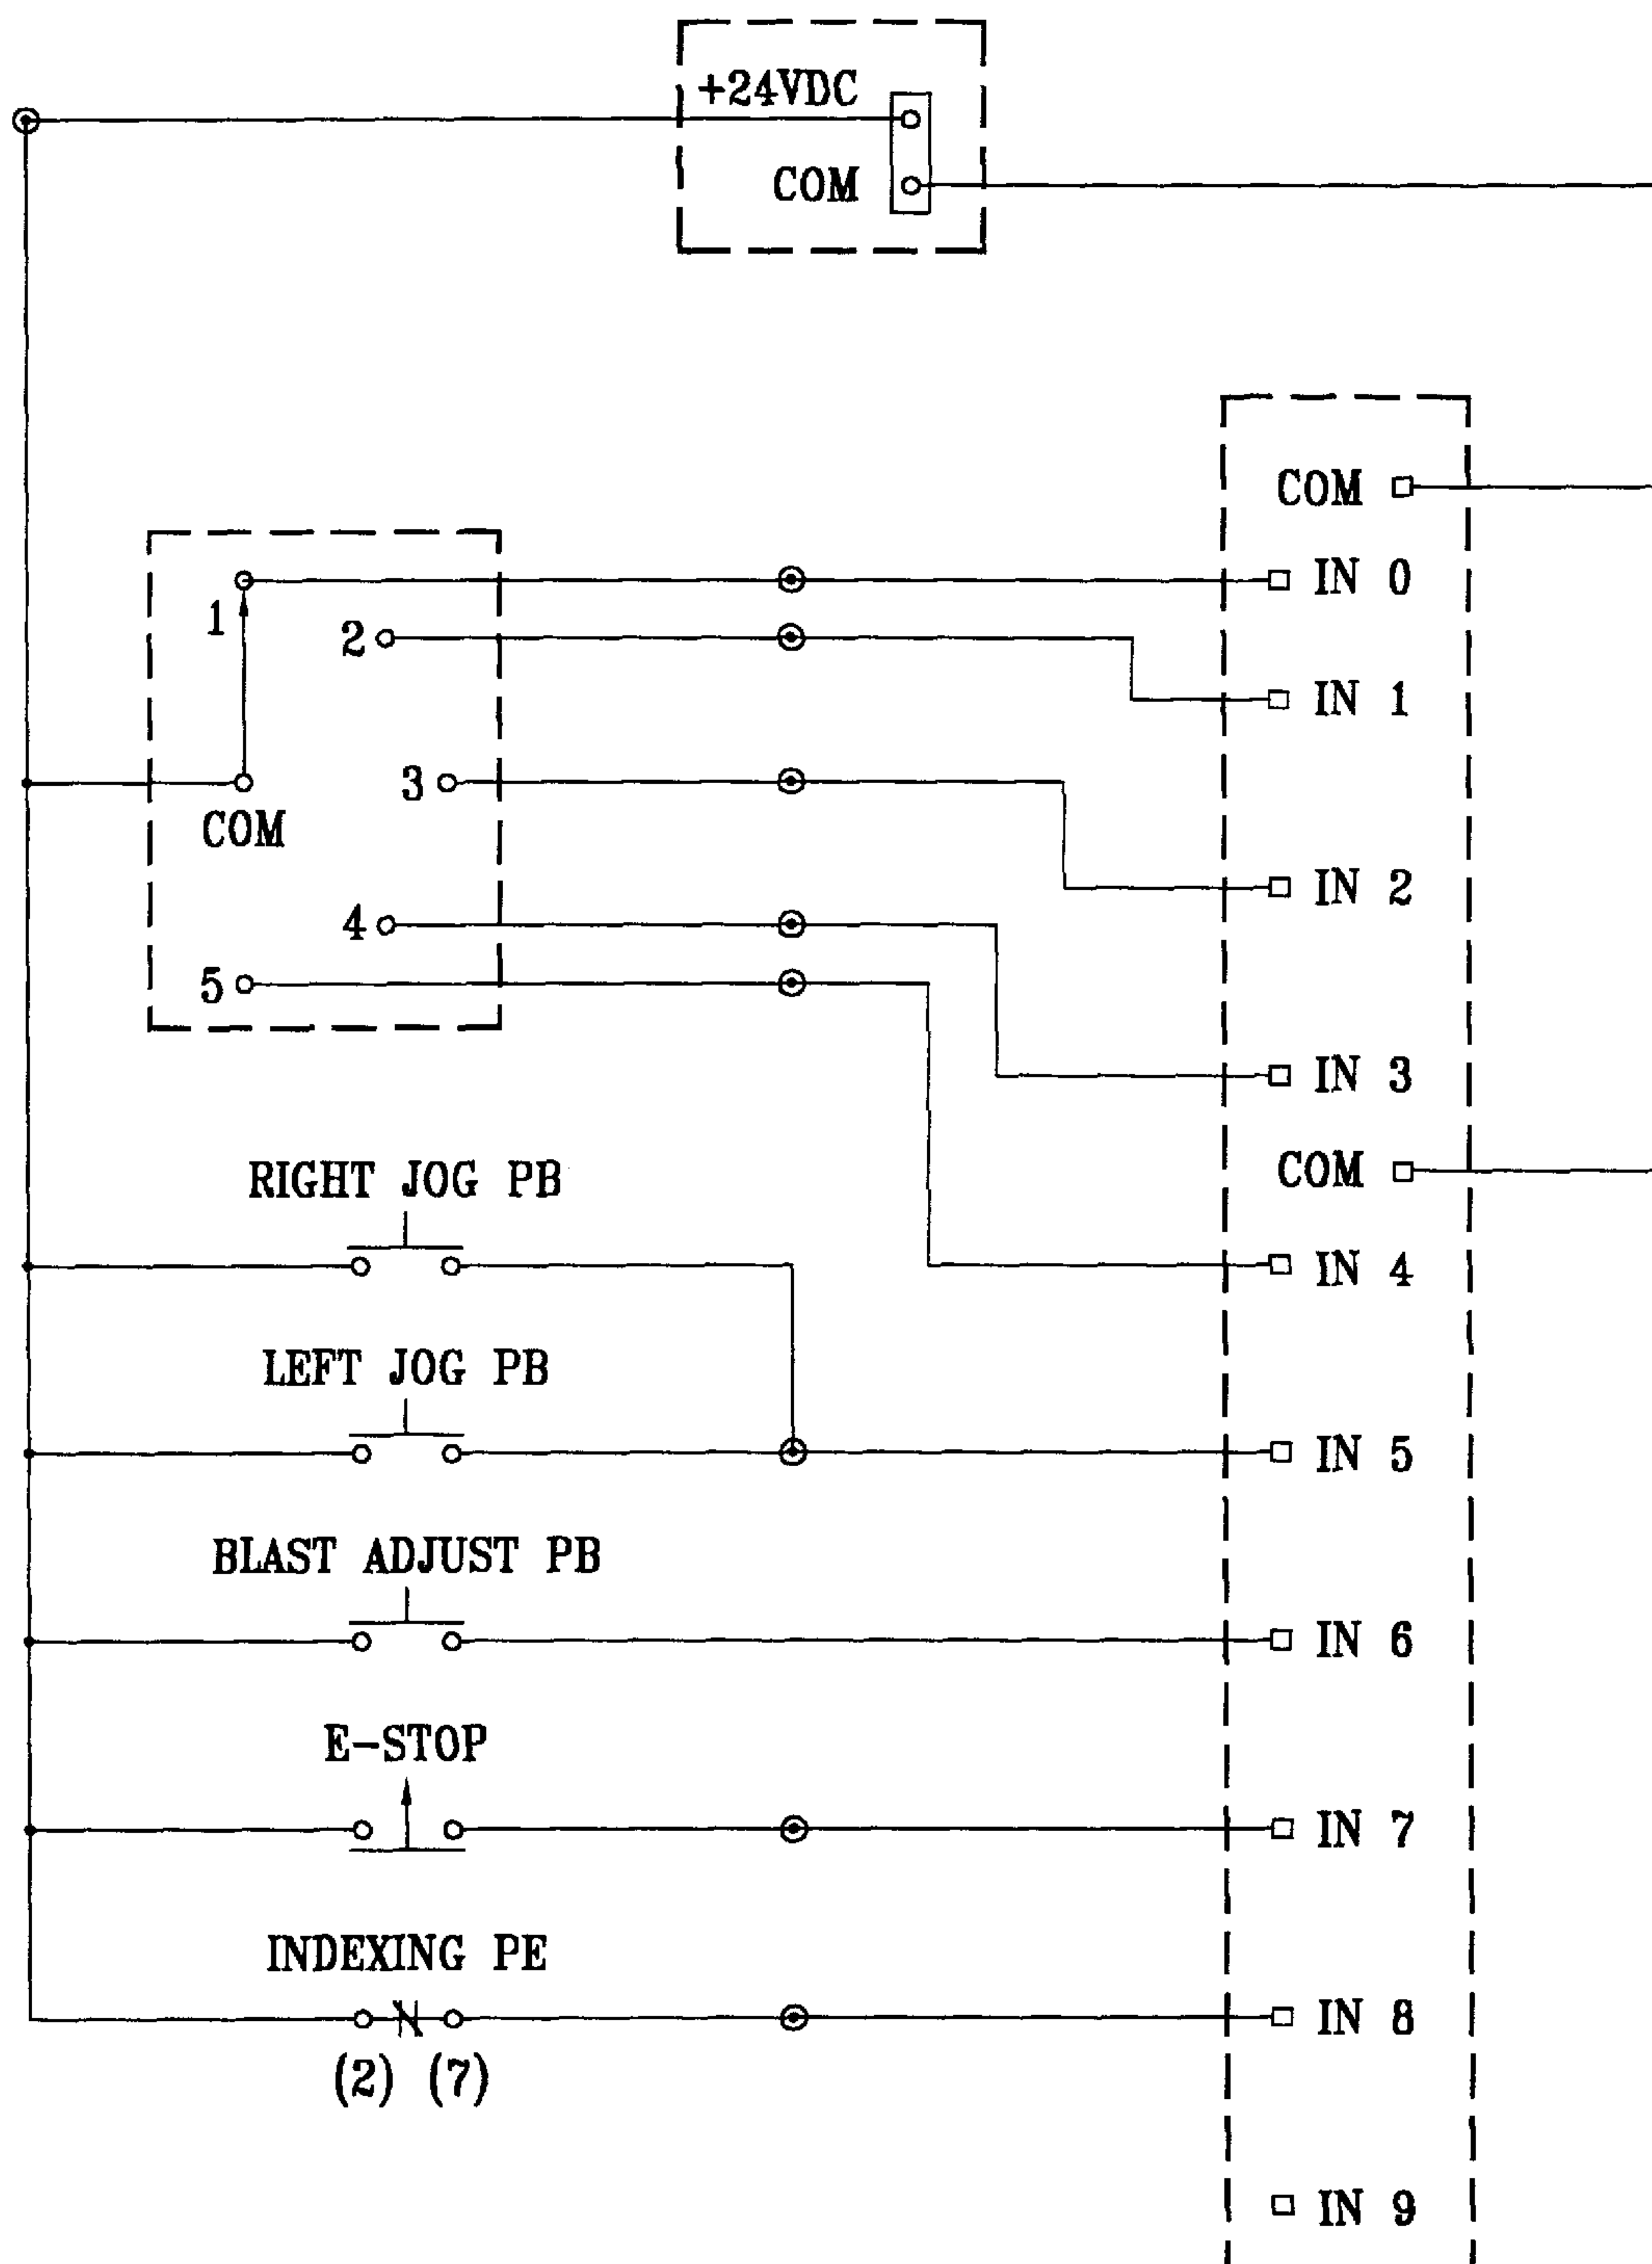 +24VDC
COM
COM
IN 0
1
2
IN 1
3
COM
IN 2
4
5
IN 3
COM
RIGHT JOG PB
IN 4
LEFT JOG PB
IN 5
BLAST ADJUST PB
IN 6
E-STOP
IN 7
INDEXING PE
IN 8
(2) (7)
IN 9